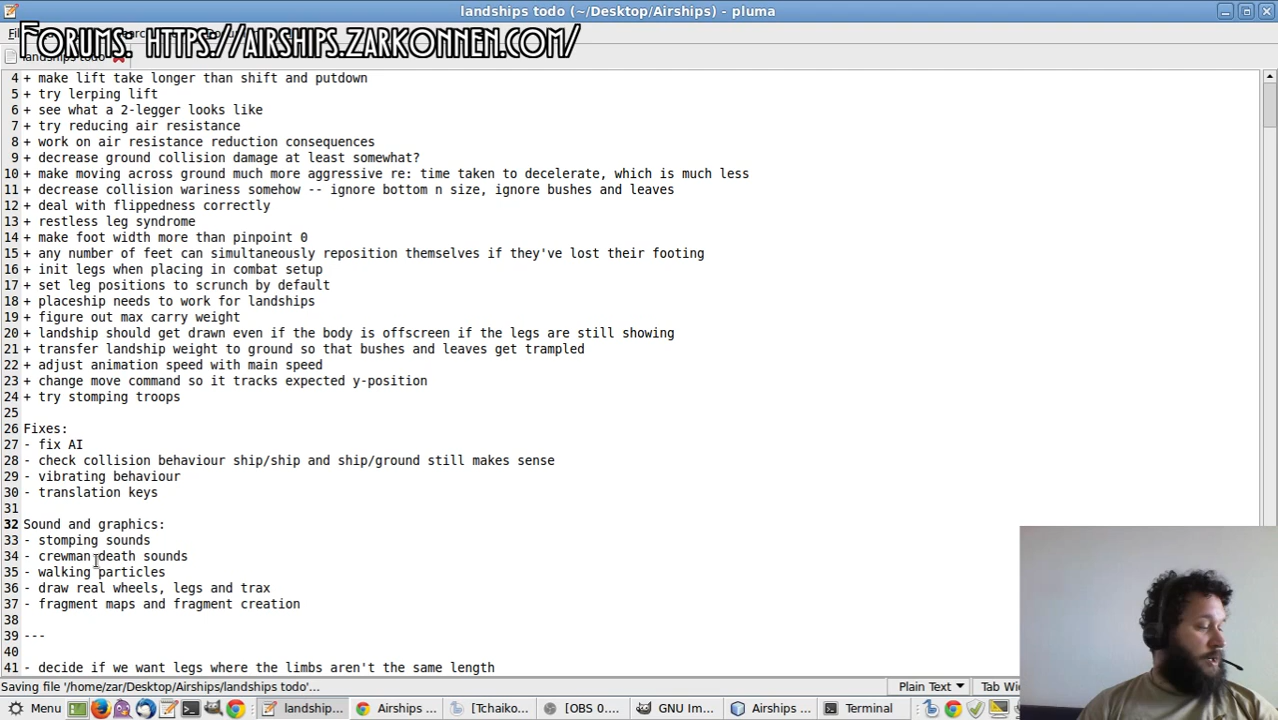 landships todo (~/Desktop/Airships) - pluma
Forums: https://airships.zarkonnen.com/
landships todo
4 + make lift take longer than shift and putdown
5 + try lerping lift
6 + see what a 2-legger looks like
7 + try reducing air resistance
8 + work on air resistance reduction consequences
9 + decrease ground collision damage at least somewhat?
10 + make moving across ground much more aggressive re: time taken to decelerate, which is much less
11 + decrease collision wariness somehow -- ignore bottom n size, ignore bushes and leaves
12 + deal with flippedness correctly
13 + restless leg syndrome
14 + make foot width more than pinpoint 0
15 + any number of feet can simultaneously reposition themselves if they've lost their footing
16 + init legs when placing in combat setup
17 + set leg positions to scrunch by default
18 + placeship needs to work for landships
19 + figure out max carry weight
20 + landship should get drawn even if the body is offscreen if the legs are still showing
21 + transfer landship weight to ground so that bushes and leaves get trampled
22 + adjust animation speed with main speed
23 + change move command so it tracks expected y-position
24 + try stomping troops
25
26 Fixes:
27 - fix AI
28 - check collision behaviour ship/ship and ship/ground still makes sense
29 - vibrating behaviour
30 - translation keys
31
32 Sound and graphics:
33 - stomping sounds
34 - crewman death sounds
35 - walking particles
36 - draw real wheels, legs and trax
37 - fragment maps and fragment creation
38
39 ---
40
41 - decide if we want legs where the limbs aren't the same length
Saving file '/home/zar/Desktop/Airships/landships todo'...
Plain Text
Tab Wi
Menu
landship...
Airships ...
[Tchaiko...
[OBS 0....
GNU Im...
Airships ...
Terminal